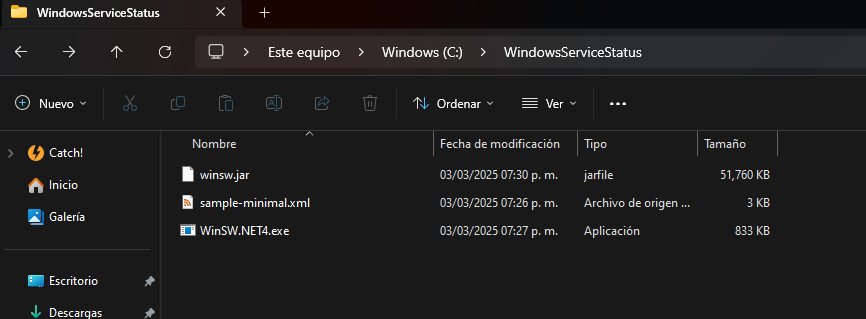 WindowsServiceStatus
Este equipo Windows (C:) WindowsServiceStatus
Nuevo Ordenar Ver
Catch!
Inicio
Galería
Escritorio
Descargas
Nombre Fecha de modificación Tipo Tamaño
winsw.jar 03/03/2025 07:30 p. m. jarfile 51,760 KB
sample-minimal.xml 03/03/2025 07:26 p. m. Archivo de origen ... 3 KB
WinSW.NET4.exe 03/03/2025 07:27 p. m. Aplicación 833 KB